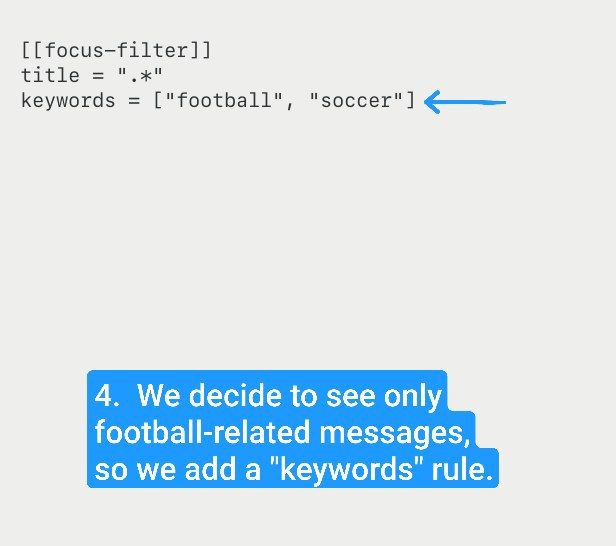 [[focus-filter]]
title = ".*"
keywords = ["football", "soccer"]
4. We decide to see only
football-related messages,
so we add a "keywords" rule.